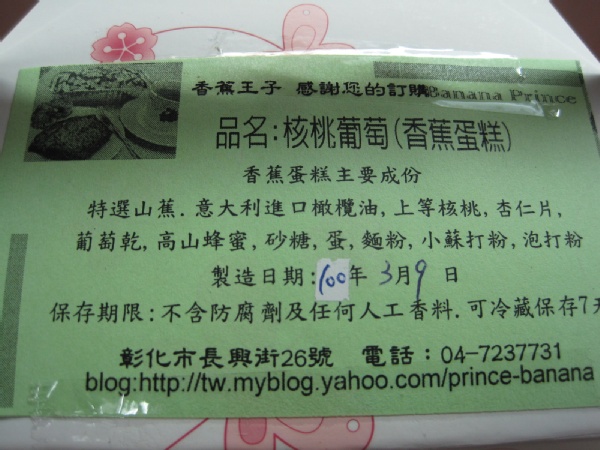 香蕉王子 感謝您的訂購 Banana Prince
品名:核桃葡萄(香蕉蛋糕)
香蕉蛋糕主要成份
特選山蕉.意大利進口橄欖油,上等核桃,杏仁片,
葡萄乾,高山蜂蜜,砂糖,蛋,麵粉,小蘇打粉,泡打粉
製造日期:100年 3月9日
保存期限:不含防腐劑及任何人工香料.可冷藏保存7天
彰化市長興街26號 電話:04-7237731
blog:http://tw.myblog.yahoo.com/prince-banana